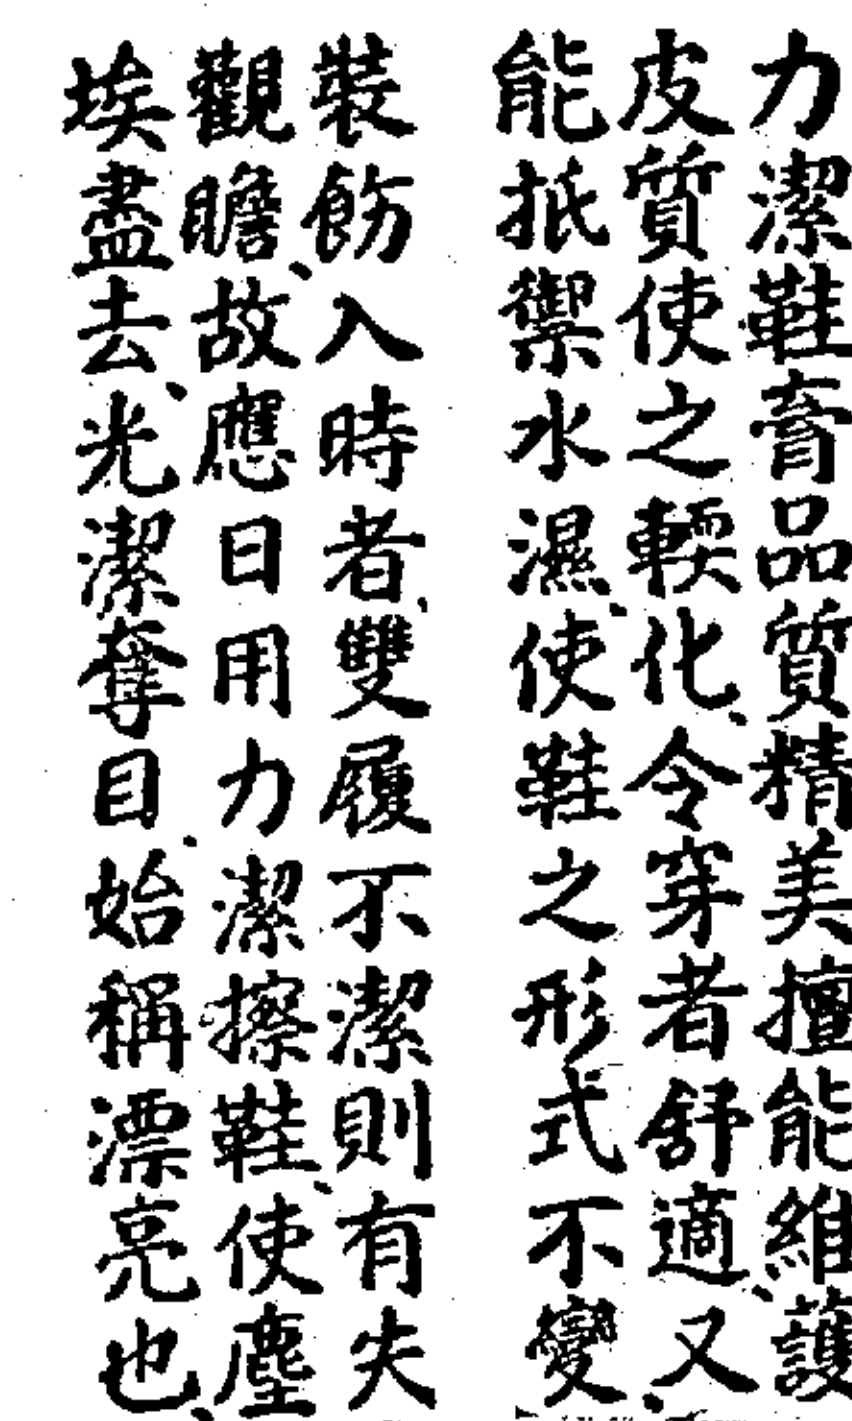 力潔鞋膏品質精美擅能維護
皮質使之輭化、令穿者舒適、又
能抵禦水濕、使鞋之形式不變、
裝飭入時者、雙履不潔則有失
觀瞻、故應日用力潔擦鞋、使塵
埃盡去、光潔奪目、始稱漂亮也、